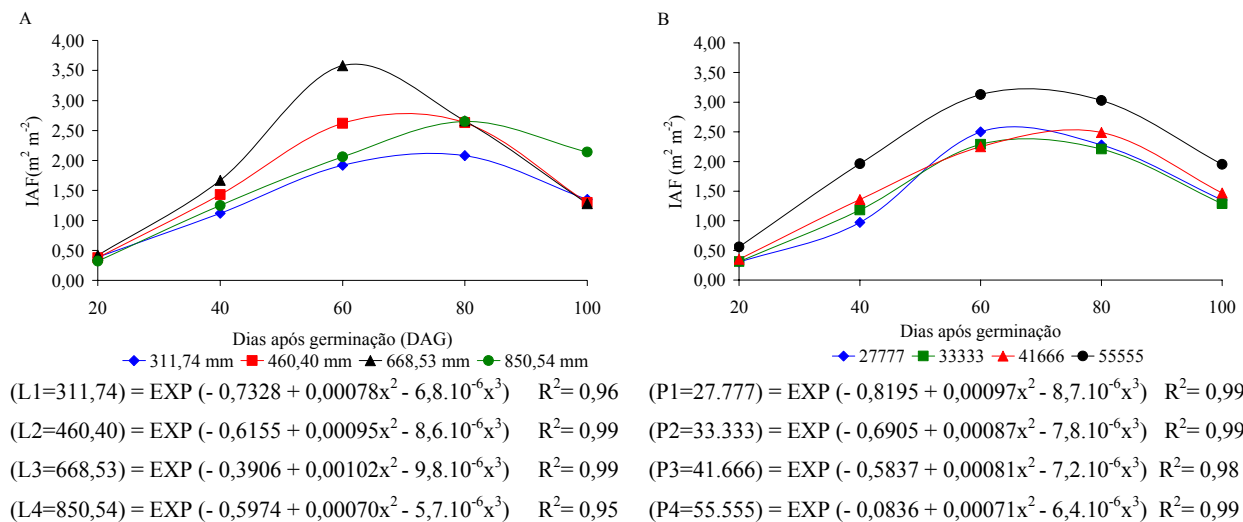 A
IAF(m² m⁻²)
4,00
3,50
3,00
2,50
2,00
1,50
1,00
0,50
0,00
20 40 60 80 100
Dias após germinação (DAG)
311,74 mm 460,40 mm 668,53 mm 850,54 mm
(L1=311,74) = EXP (- 0,7328 + 0,00078x² - 6,8.10⁻⁶x³) R²= 0,96
(L2=460,40) = EXP (- 0,6155 + 0,00095x² - 8,6.10⁻⁶x³) R²= 0,99
(L3=668,53) = EXP (- 0,3906 + 0,00102x² - 9,8.10⁻⁶x³) R²= 0,99
(L4=850,54) = EXP (- 0,5974 + 0,00070x² - 5,7.10⁻⁶x³) R²= 0,95
B
IAF (m² m⁻²)
4,00
3,50
3,00
2,50
2,00
1,50
1,00
0,50
0,00
20 40 60 80 100
Dias após germinação
27777 33333 41666 55555
(P1=27.777) = EXP (- 0,8195 + 0,00097x² - 8,7.10⁻⁶x³) R²= 0,99
(P2=33.333) = EXP (- 0,6905 + 0,00087x² - 7,8.10⁻⁶x³) R²= 0,99
(P3=41.666) = EXP (- 0,5837 + 0,00081x² - 7,2.10⁻⁶x³) R²= 0,98
(P4=55.555) = EXP (- 0,0836 + 0,00071x² - 6,4.10⁻⁶x³) R²= 0,99